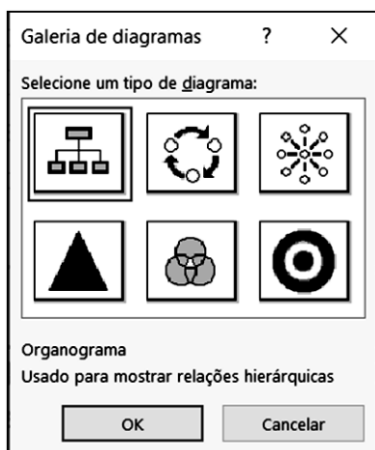 Galeria de diagramas ? X
Selecione um tipo de diagrama:
Organograma
Usado para mostrar relações hierárquicas
OK Cancelar